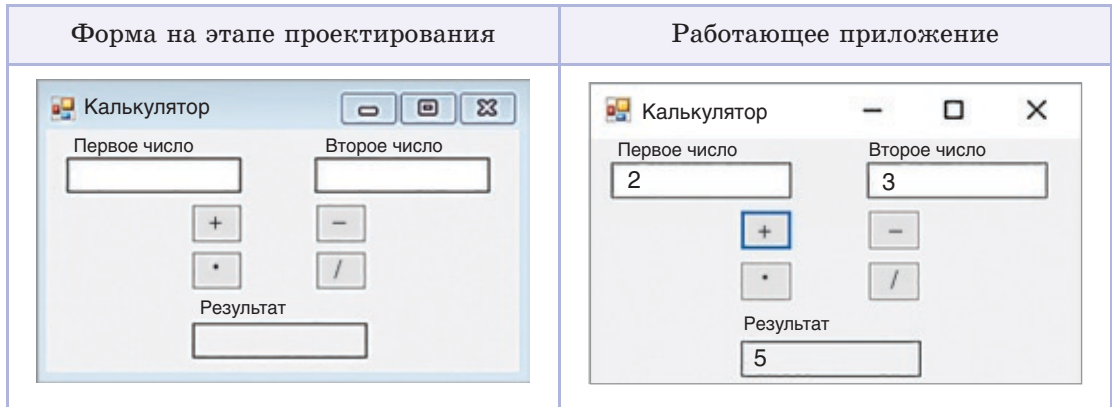 Форма на этапе проектирования
Работающее приложение
Калькулятор
Первое число Второе число
+ −
· /
Результат
Калькулятор
Первое число Второе число
2 3
+ −
· /
Результат
5